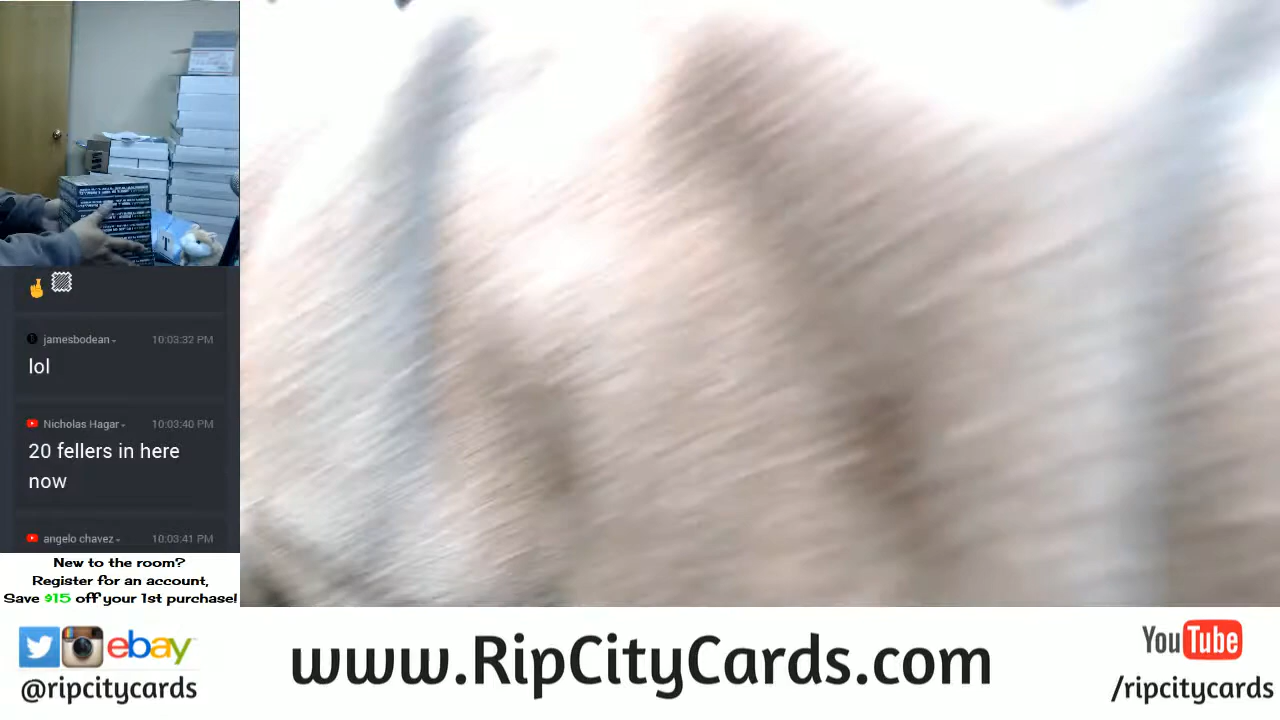 jamesbodean
10:03:32 PM
lol
Nicholas Hagar
10:03:40 PM
20 fellers in here
now
angelo chavez
10:03:41 PM
New to the room?
Register for an account,
Save $15 off your 1st purchase!
ebay
@ripcitycards
www.RipCityCards.com
YouTube
/ripcitycards
T